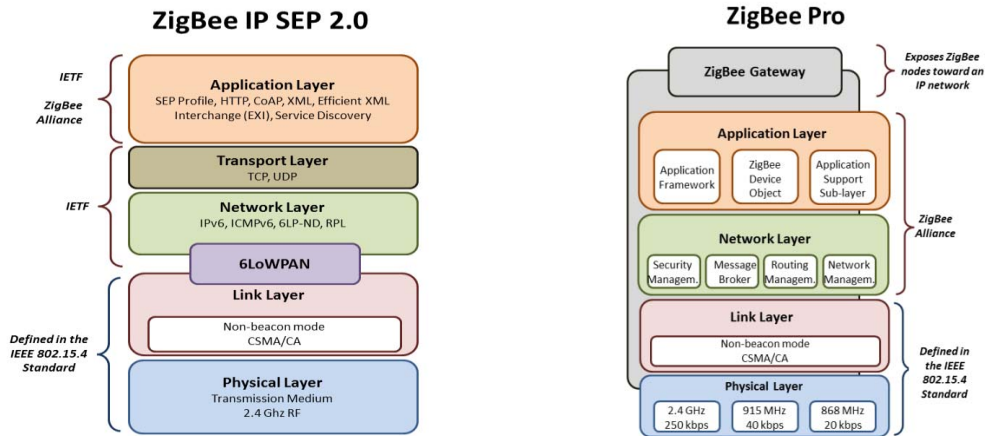 ZigBee IP SEP 2.0
IETF
ZigBee
Alliance
Application Layer
SEP Profile, HTTP, CoAP, XML, Efficient XML
Interchange (EXI), Service Discovery
IETF
Transport Layer
TCP, UDP
Network Layer
IPv6, ICMPv6, 6LP-ND, RPL
6LoWPAN
Defined in the
IEEE 802.15.4
Standard
Link Layer
Non-beacon mode
CSMA/CA
Physical Layer
Transmission Medium
2.4 Ghz RF
ZigBee Pro
ZigBee Gateway
Exposes ZigBee
nodes toward an
IP network
Application Layer
Application
Framework
ZigBee
Device
Object
Application
Support
Sub-layer
ZigBee
Alliance
Network Layer
Security
Managem.
Message
Broker
Routing
Managem.
Network
Managem.
Link Layer
Non-beacon mode
CSMA/CA
Defined in
the IEEE
802.15.4
Standard
Physical Layer
2.4 GHz
250 kbps
915 MHz
40 kbps
868 MHz
20 kbps